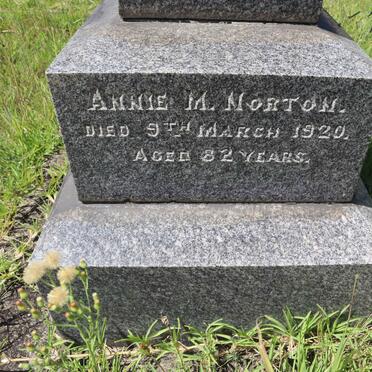 ANNIE M. NORTON.
DIED 9TH MARCH 1920.
AGED 82 YEARS.